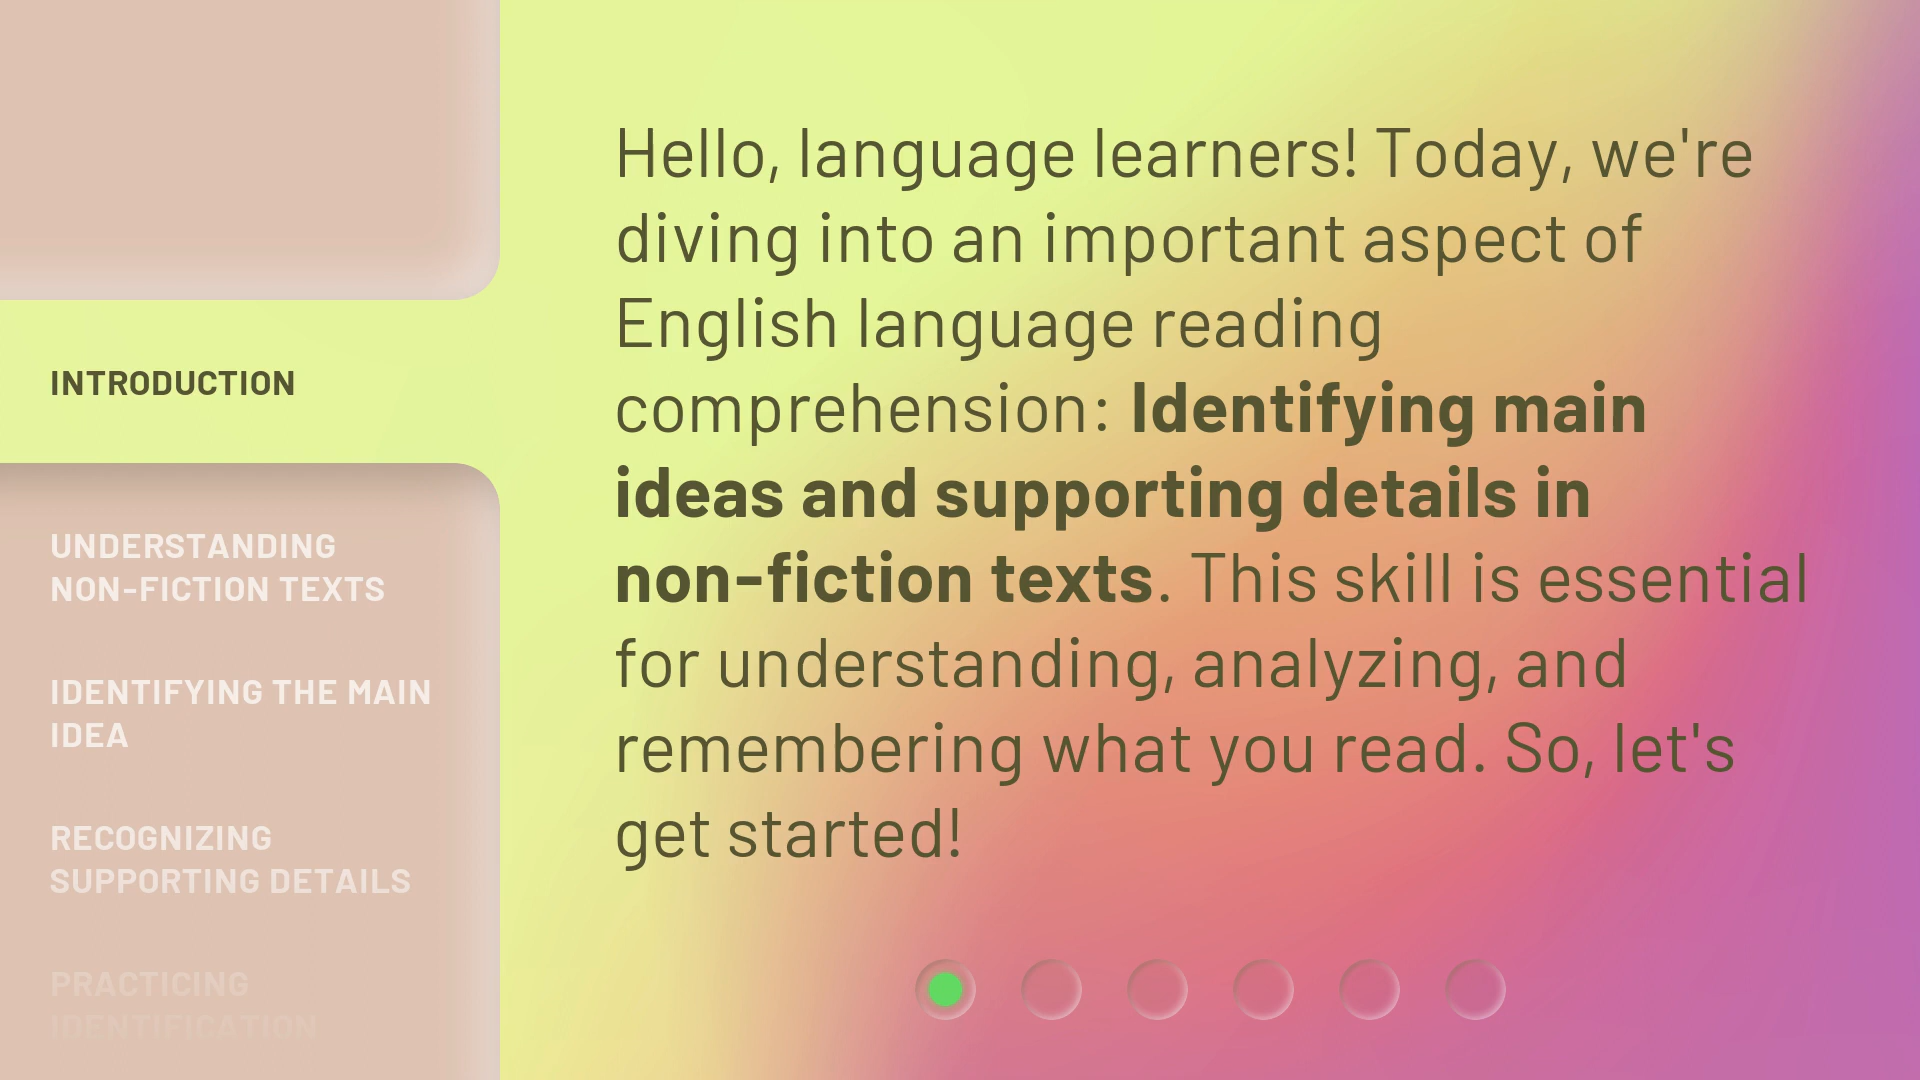 INTRODUCTION
UNDERSTANDING
NON-FICTION TEXTS
IDENTIFYING THE MAIN
IDEA
RECOGNIZING
SUPPORTING DETAILS
PRACTICING
IDENTIFICATION
Hello, language learners! Today, we're
diving into an important aspect of
English language reading
comprehension: Identifying main
ideas and supporting details in
non-fiction texts. This skill is essential
for understanding, analyzing, and
remembering what you read. So, let's
get started!